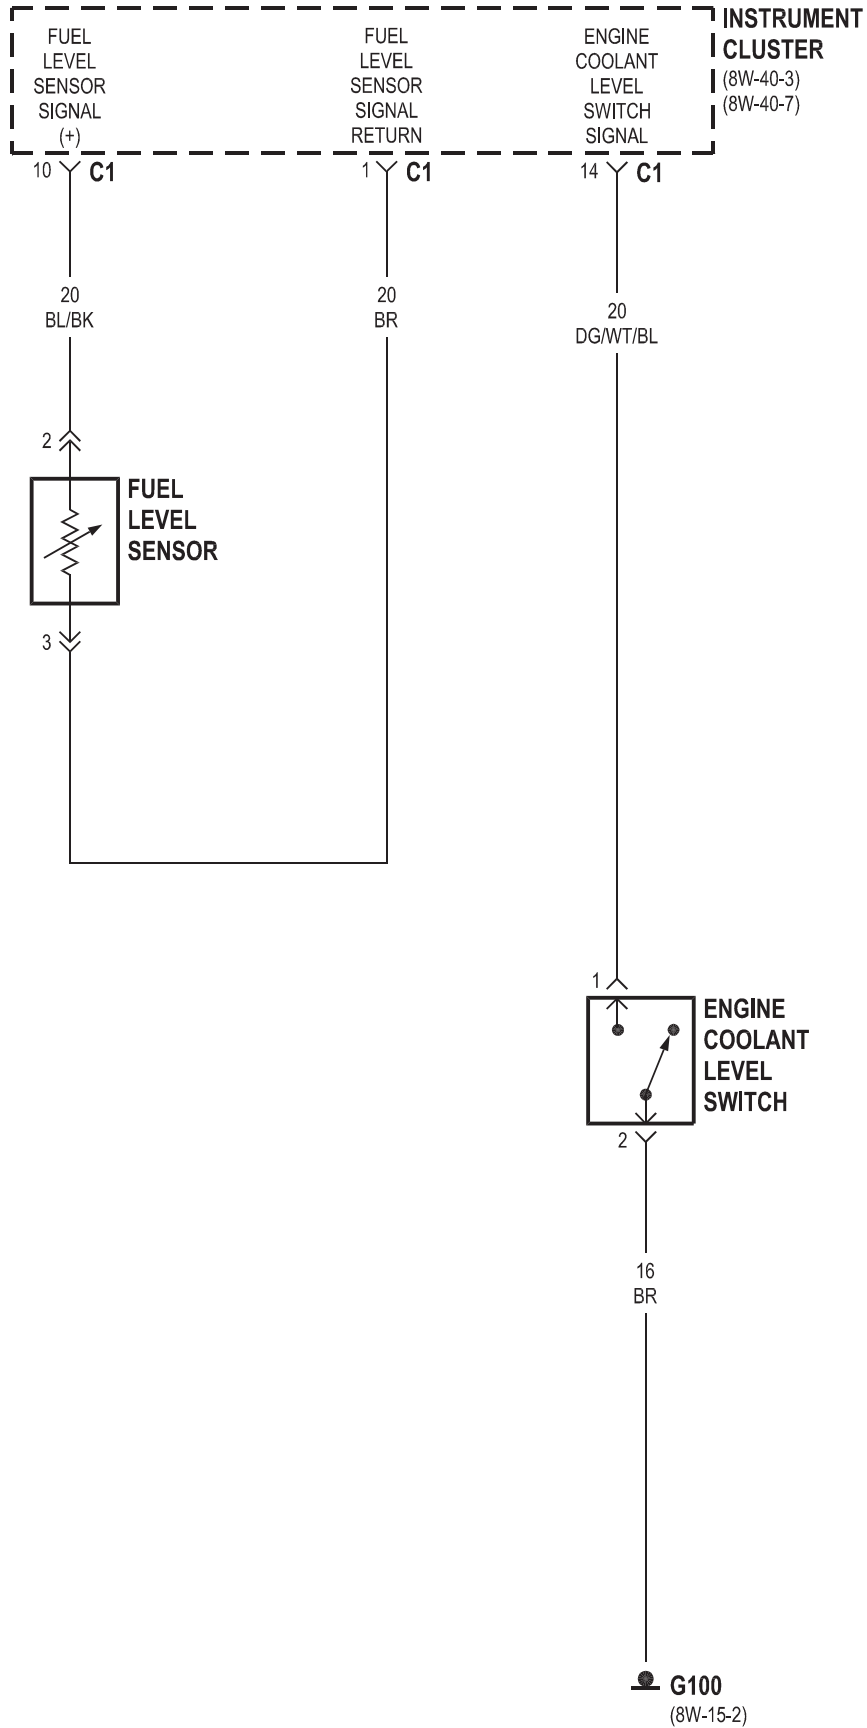 FUEL
LEVEL
SENSOR
SIGNAL
(+)
FUEL
LEVEL
SENSOR
SIGNAL
RETURN
ENGINE
COOLANT
LEVEL
SWITCH
SIGNAL
INSTRUMENT
CLUSTER
(8W-40-3)
(8W-40-7)
10 C1
1 C1
14 C1
20
BL/BK
20
BR
20
DG/WT/BL
2
FUEL
LEVEL
SENSOR
3
1
ENGINE
COOLANT
LEVEL
SWITCH
2
16
BR
G100
(8W-15-2)